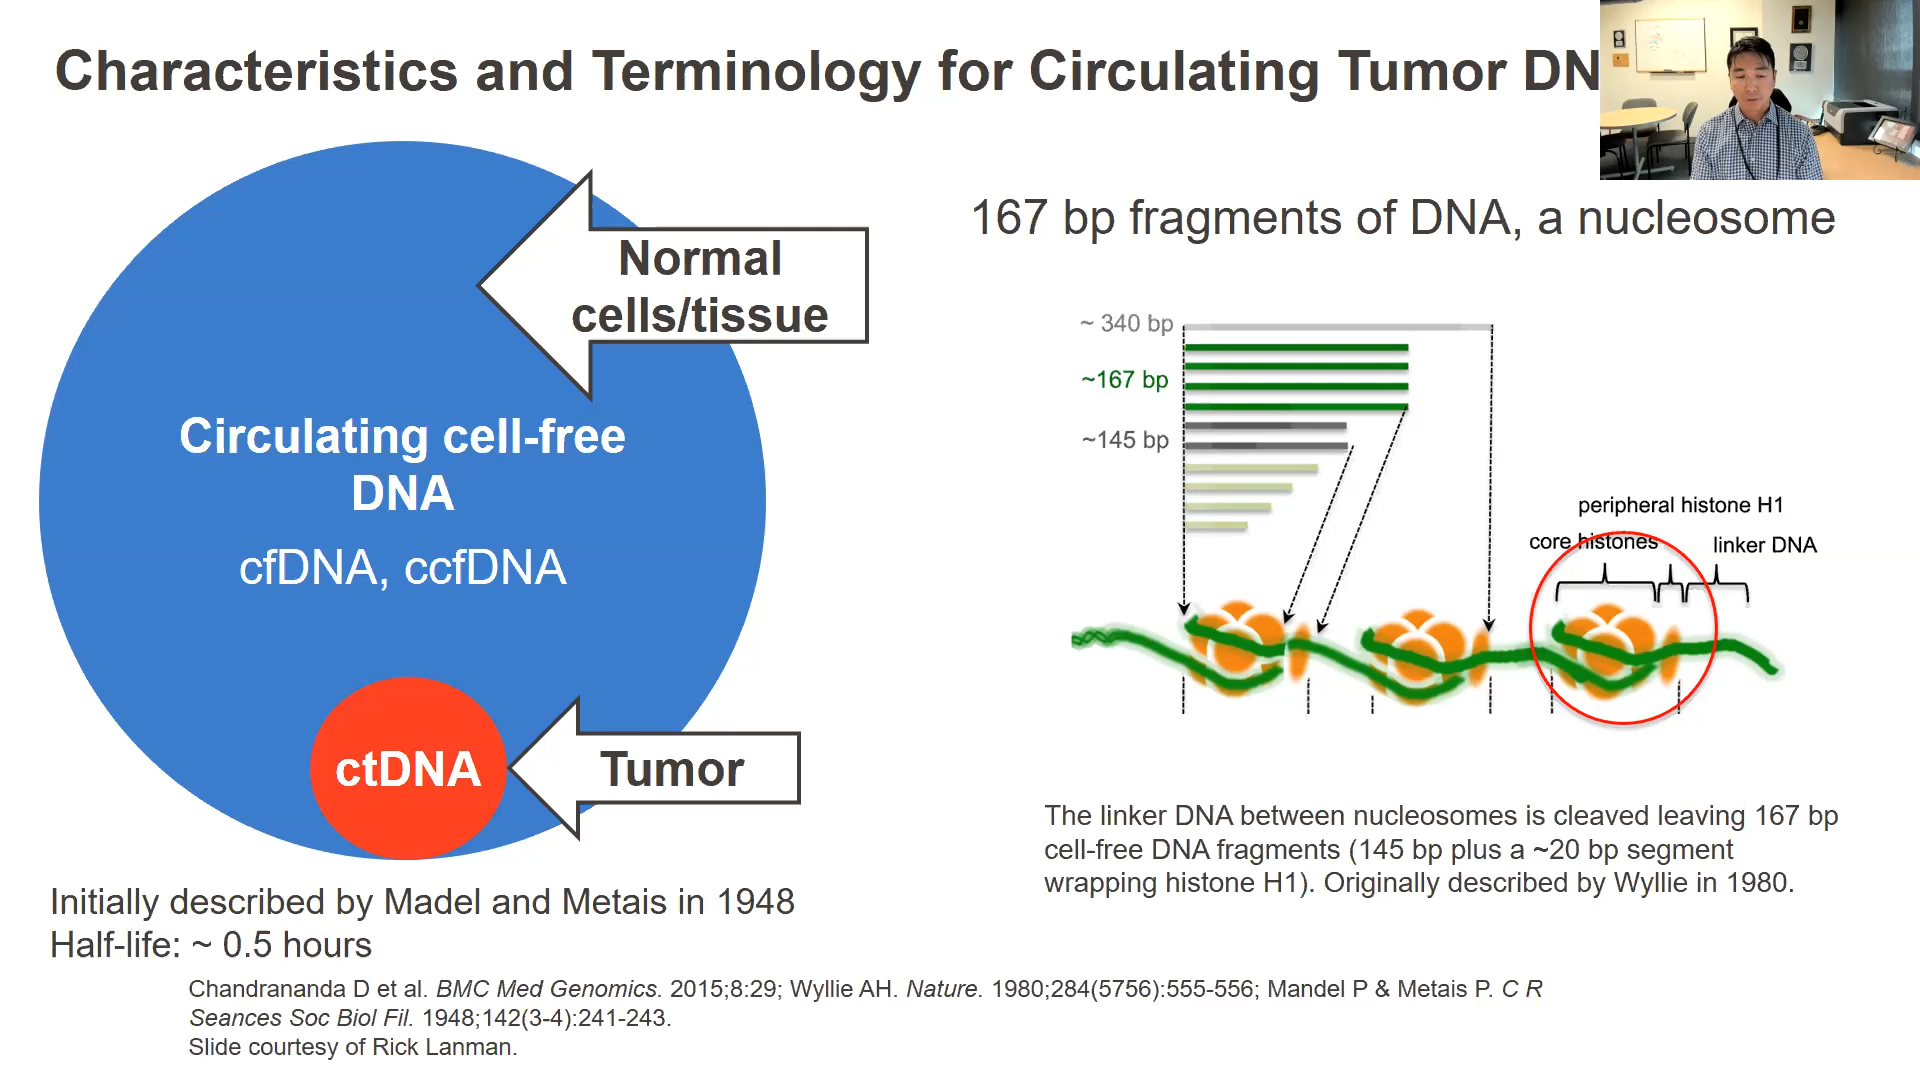 Characteristics and Terminology for Circulating Tumor DN
Normal
cells/tissue
Circulating cell-free
DNA
cfDNA, ccfDNA
ctDNA
Tumor
Initially described by Madel and Metais in 1948
Half-life: ~ 0.5 hours
167 bp fragments of DNA, a nucleosome
~ 340 bp
~167 bp
~145 bp
peripheral histone H1
core histones
linker DNA
The linker DNA between nucleosomes is cleaved leaving 167 bp
cell-free DNA fragments (145 bp plus a ~20 bp segment
wrapping histone H1). Originally described by Wyllie in 1980.
Chandrananda D et al. BMC Med Genomics. 2015;8:29; Wyllie AH. Nature. 1980;284(5756):555-556; Mandel P & Metais P. C R
Seances Soc Biol Fil. 1948;142(3-4):241-243.
Slide courtesy of Rick Lanman.